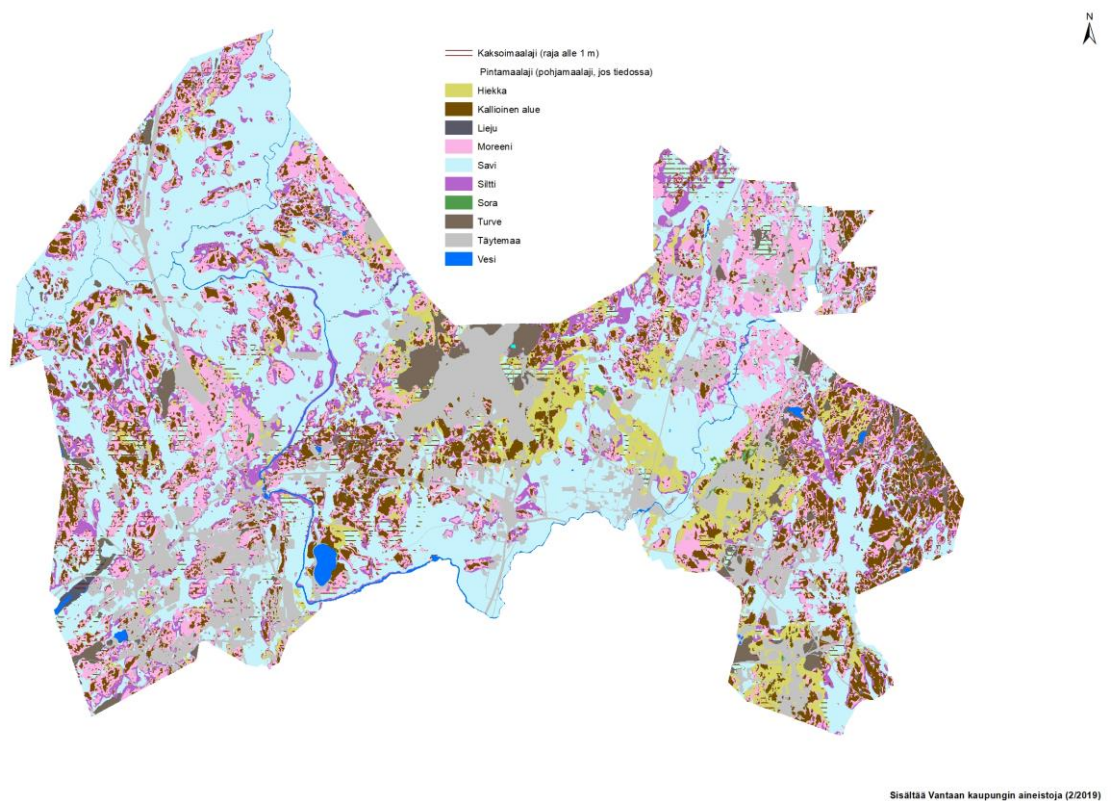 N
Kaksoimaalaji (raja alle 1 m)
Pintamaalaji (pohjamaalaji, jos tiedossa)
Hiekka
Kallioinen alue
Lieju
Moreeni
Savi
Siltti
Sora
Turve
Täytemaa
Vesi
Sisältää Vantaan kaupungin aineistoja (2/2019)